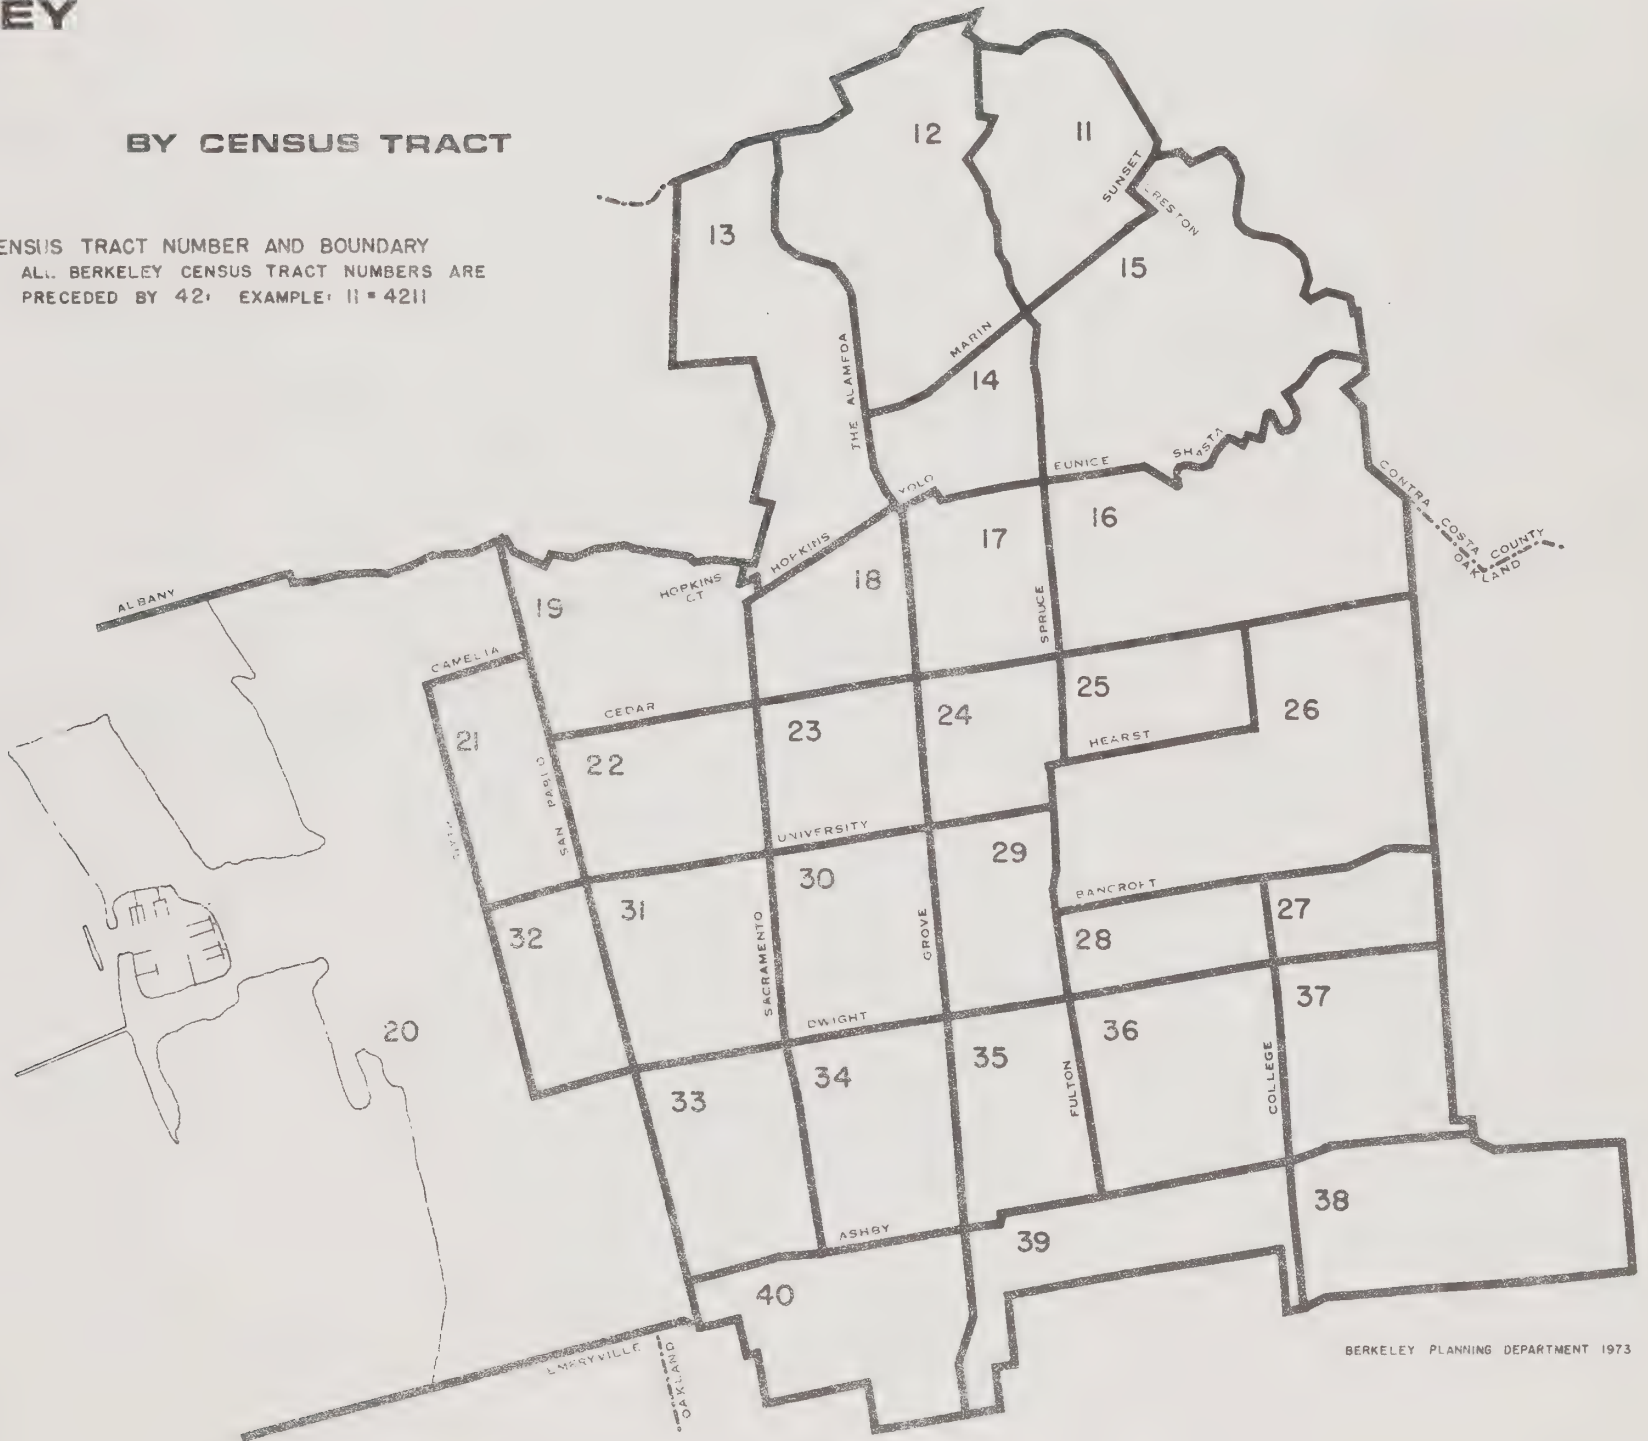 EY
BY CENSUS TRACT
ENSUS TRACT NUMBER AND BOUNDARY
ALL BERKELEY CENSUS TRACT NUMBERS ARE
PRECEDED BY 42: EXAMPLE: 11 = 4211
12
11
SUNSET
CRESTON
13
15
MARIN
THE ALAMEDA
14
SHASTA
EUNICE
YOLO
CONTRA COSTA COUNTY
OAKLAND
16
17
HOPKINS
18
HOPKINS
CT
ALBANY
19
SPRUCE
CAMELIA
25
26
CEDAR
24
23
21
HEARST
22
SAN PABLO
UNIVERSITY
29
30
BANCROFT
27
31
28
32
GROVE
SACRAMENTO
37
DWIGHT
20
36
35
34
33
FULTON
COLLEGE
38
ASHBY
39
40
EMERYVILLE
OAKLAND
BERKELEY PLANNING DEPARTMENT 1973